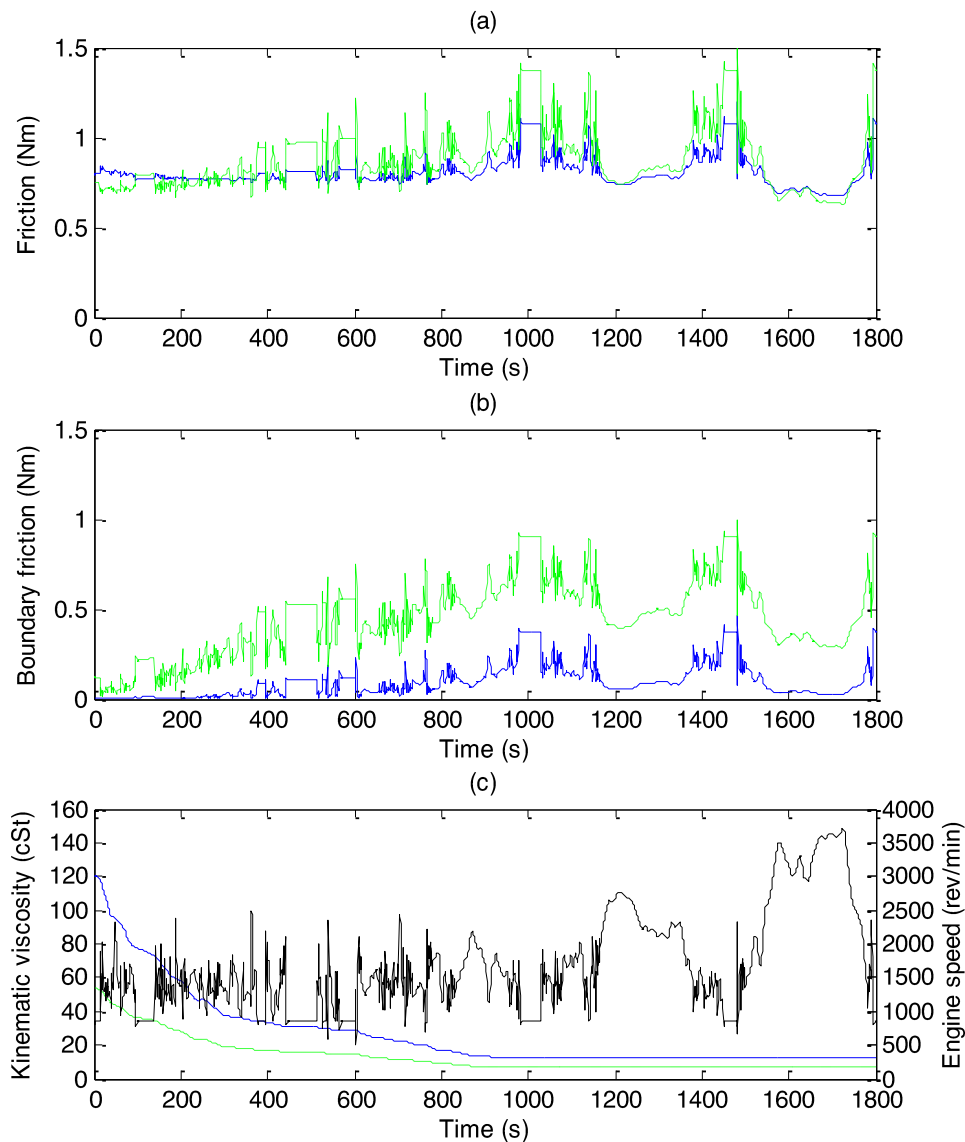 (a)
1.5
1
0.5
0
Friction (Nm)
0 200 400 600 800 1000 1200 1400 1600 1800
Time (s)
(b)
1.5
1
0.5
0
Boundary friction (Nm)
0 200 400 600 800 1000 1200 1400 1600 1800
Time (s)
(c)
160
140
120
100
80
60
40
20
0
Kinematic viscosity (cSt)
4000
3500
3000
2500
2000
1500
1000
500
0
Engine speed (rev/min)
0 200 400 600 800 1000 1200 1400 1600 1800
Time (s)